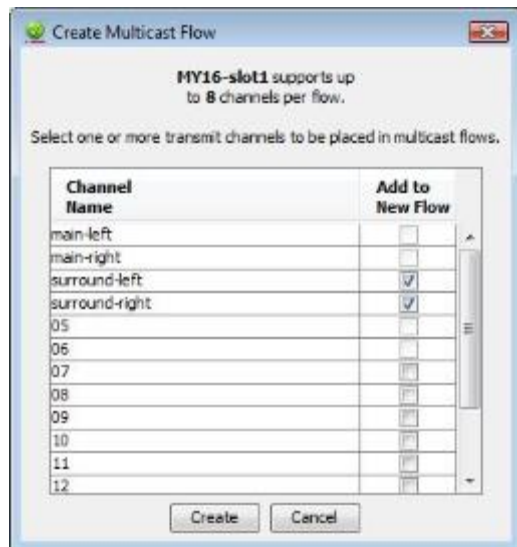 Create Multicast Flow
MY16-slot1 supports up
to 8 channels per flow.
Select one or more transmit channels to be placed in multicast flows.
Channel Name
Add to New Flow
main-left
main-right
surround-left
surround-right
05
06
07
08
09
10
11
12
Create
Cancel